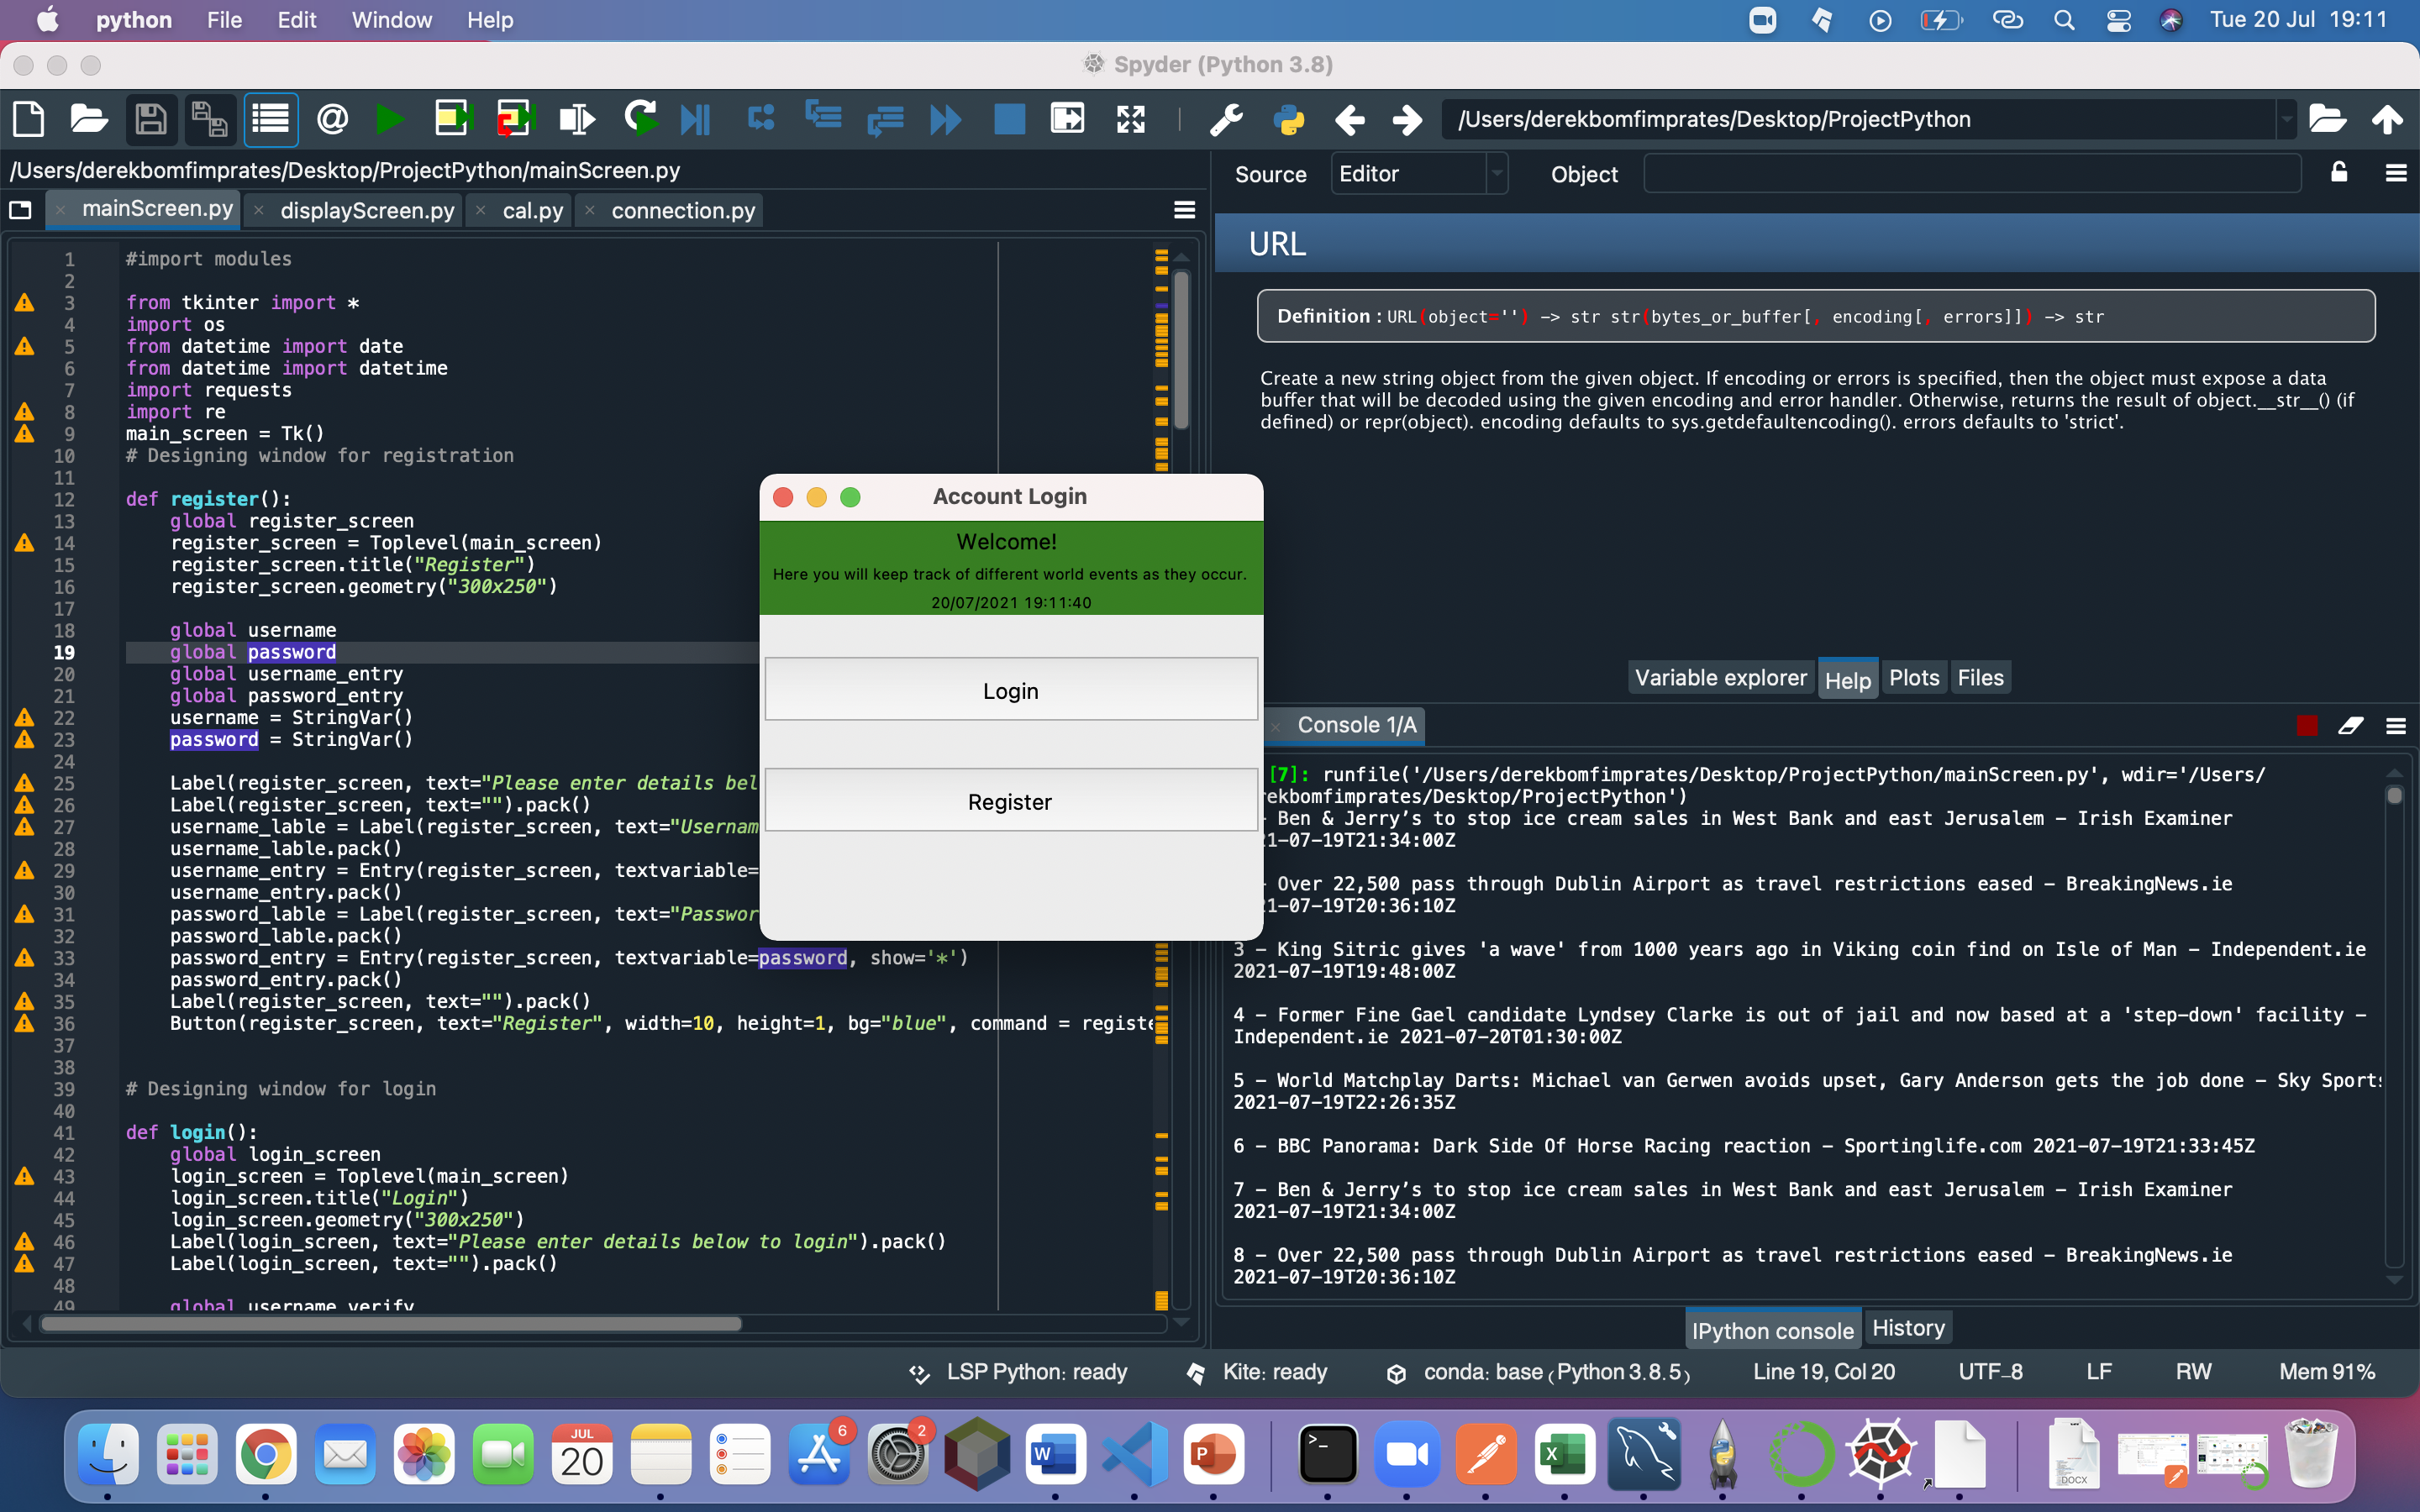 python File Edit Window Help Tue 20 Jul 19:11
Spyder (Python 3.8)
/Users/derekbomfimprates/Desktop/ProjectPython
/Users/derekbomfimprates/Desktop/ProjectPython/mainScreen.py
mainScreen.py displayScreen.py cal.py connection.py
1 #import modules
2
3 from tkinter import *
4 import os
5 from datetime import date
6 from datetime import datetime
7 import requests
8 import re
9 main_screen = Tk()
10 # Designing window for registration
11
12 def register():
13 global register_screen
14 register_screen = Toplevel(main_screen)
15 register_screen.title("Register")
16 register_screen.geometry("300x250")
17
18 global username
19 global password
20 global username_entry
21 global password_entry
22 username = StringVar()
23 password = StringVar()
24
25 Label(register_screen, text="Please enter details bel
26 Label(register_screen, text="").pack()
27 username_lable = Label(register_screen, text="Usernam
28 username_lable.pack()
29 username_entry = Entry(register_screen, textvariable=
30 username_entry.pack()
31 password_lable = Label(register_screen, text="Passwor
32 password_lable.pack()
33 password_entry = Entry(register_screen, textvariable=password, show='*')
34 password_entry.pack()
35 Label(register_screen, text="").pack()
36 Button(register_screen, text="Register", width=10, height=1, bg="blue", command = registe
37
38
39 # Designing window for login
40
41 def login():
42 global login_screen
43 login_screen = Toplevel(main_screen)
44 login_screen.title("Login")
45 login_screen.geometry("300x250")
46 Label(login_screen, text="Please enter details below to login").pack()
47 Label(login_screen, text="").pack()
48
49 global username_verify
Account Login
Welcome!
Here you will keep track of different world events as they occur.
20/07/2021 19:11:40
Login
Register
Source Editor Object
URL
Definition : URL(object='') -> str str(bytes_or_buffer[, encoding[, errors]]) -> str
Create a new string object from the given object. If encoding or errors is specified, then the object must expose a data
buffer that will be decoded using the given encoding and error handler. Otherwise, returns the result of object.__str__() (if
defined) or repr(object). encoding defaults to sys.getdefaultencoding(). errors defaults to 'strict'.
Variable explorer Help Plots Files
Console 1/A
[7]: runfile('/Users/derekbomfimprates/Desktop/ProjectPython/mainScreen.py', wdir='/Users/
rekbomfimprates/Desktop/ProjectPython')
- Ben & Jerry’s to stop ice cream sales in West Bank and east Jerusalem - Irish Examiner
21-07-19T21:34:00Z
- Over 22,500 pass through Dublin Airport as travel restrictions eased - BreakingNews.ie
21-07-19T20:36:10Z
3 - King Sitric gives 'a wave' from 1000 years ago in Viking coin find on Isle of Man - Independent.ie
2021-07-19T19:48:00Z
4 - Former Fine Gael candidate Lyndsey Clarke is out of jail and now based at a 'step-down' facility -
Independent.ie 2021-07-20T01:30:00Z
5 - World Matchplay Darts: Michael van Gerwen avoids upset, Gary Anderson gets the job done - Sky Sports
2021-07-19T22:26:35Z
6 - BBC Panorama: Dark Side Of Horse Racing reaction - Sportinglife.com 2021-07-19T21:33:45Z
7 - Ben & Jerry’s to stop ice cream sales in West Bank and east Jerusalem - Irish Examiner
2021-07-19T21:34:00Z
8 - Over 22,500 pass through Dublin Airport as travel restrictions eased - BreakingNews.ie
2021-07-19T20:36:10Z
IPython console History
LSP Python: ready Kite: ready conda: base (Python 3.8.5) Line 19, Col 20 UTF-8 LF RW Mem 91%
JUL
20
6
2
W
P
>_
X
DOCX